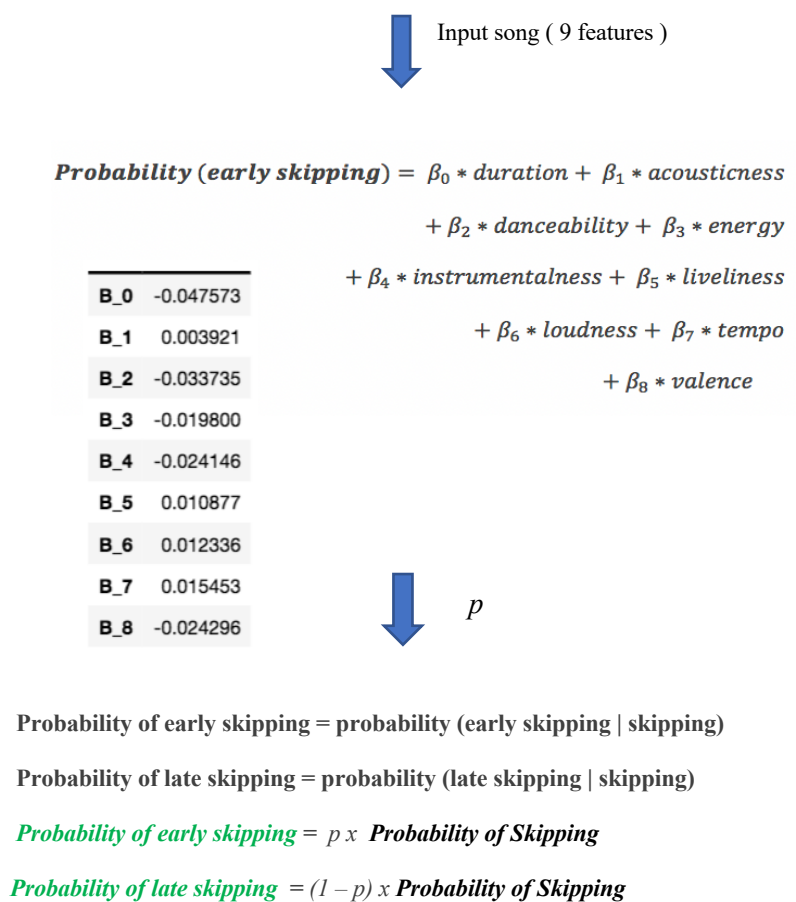 Input song ( 9 features )
Probability (early skipping) = β₀ * duration + β₁ * acousticness
+ β₂ * danceability + β₃ * energy
+ β₄ * instrumentalness + β₅ * liveliness
+ β₆ * loudness + β₇ * tempo
+ β₈ * valence
B_0 -0.047573
B_1 0.003921
B_2 -0.033735
B_3 -0.019800
B_4 -0.024146
B_5 0.010877
B_6 0.012336
B_7 0.015453
B_8 -0.024296
p
Probability of early skipping = probability (early skipping | skipping)
Probability of late skipping = probability (late skipping | skipping)
Probability of early skipping = p x Probability of Skipping
Probability of late skipping = (1 – p) x Probability of Skipping